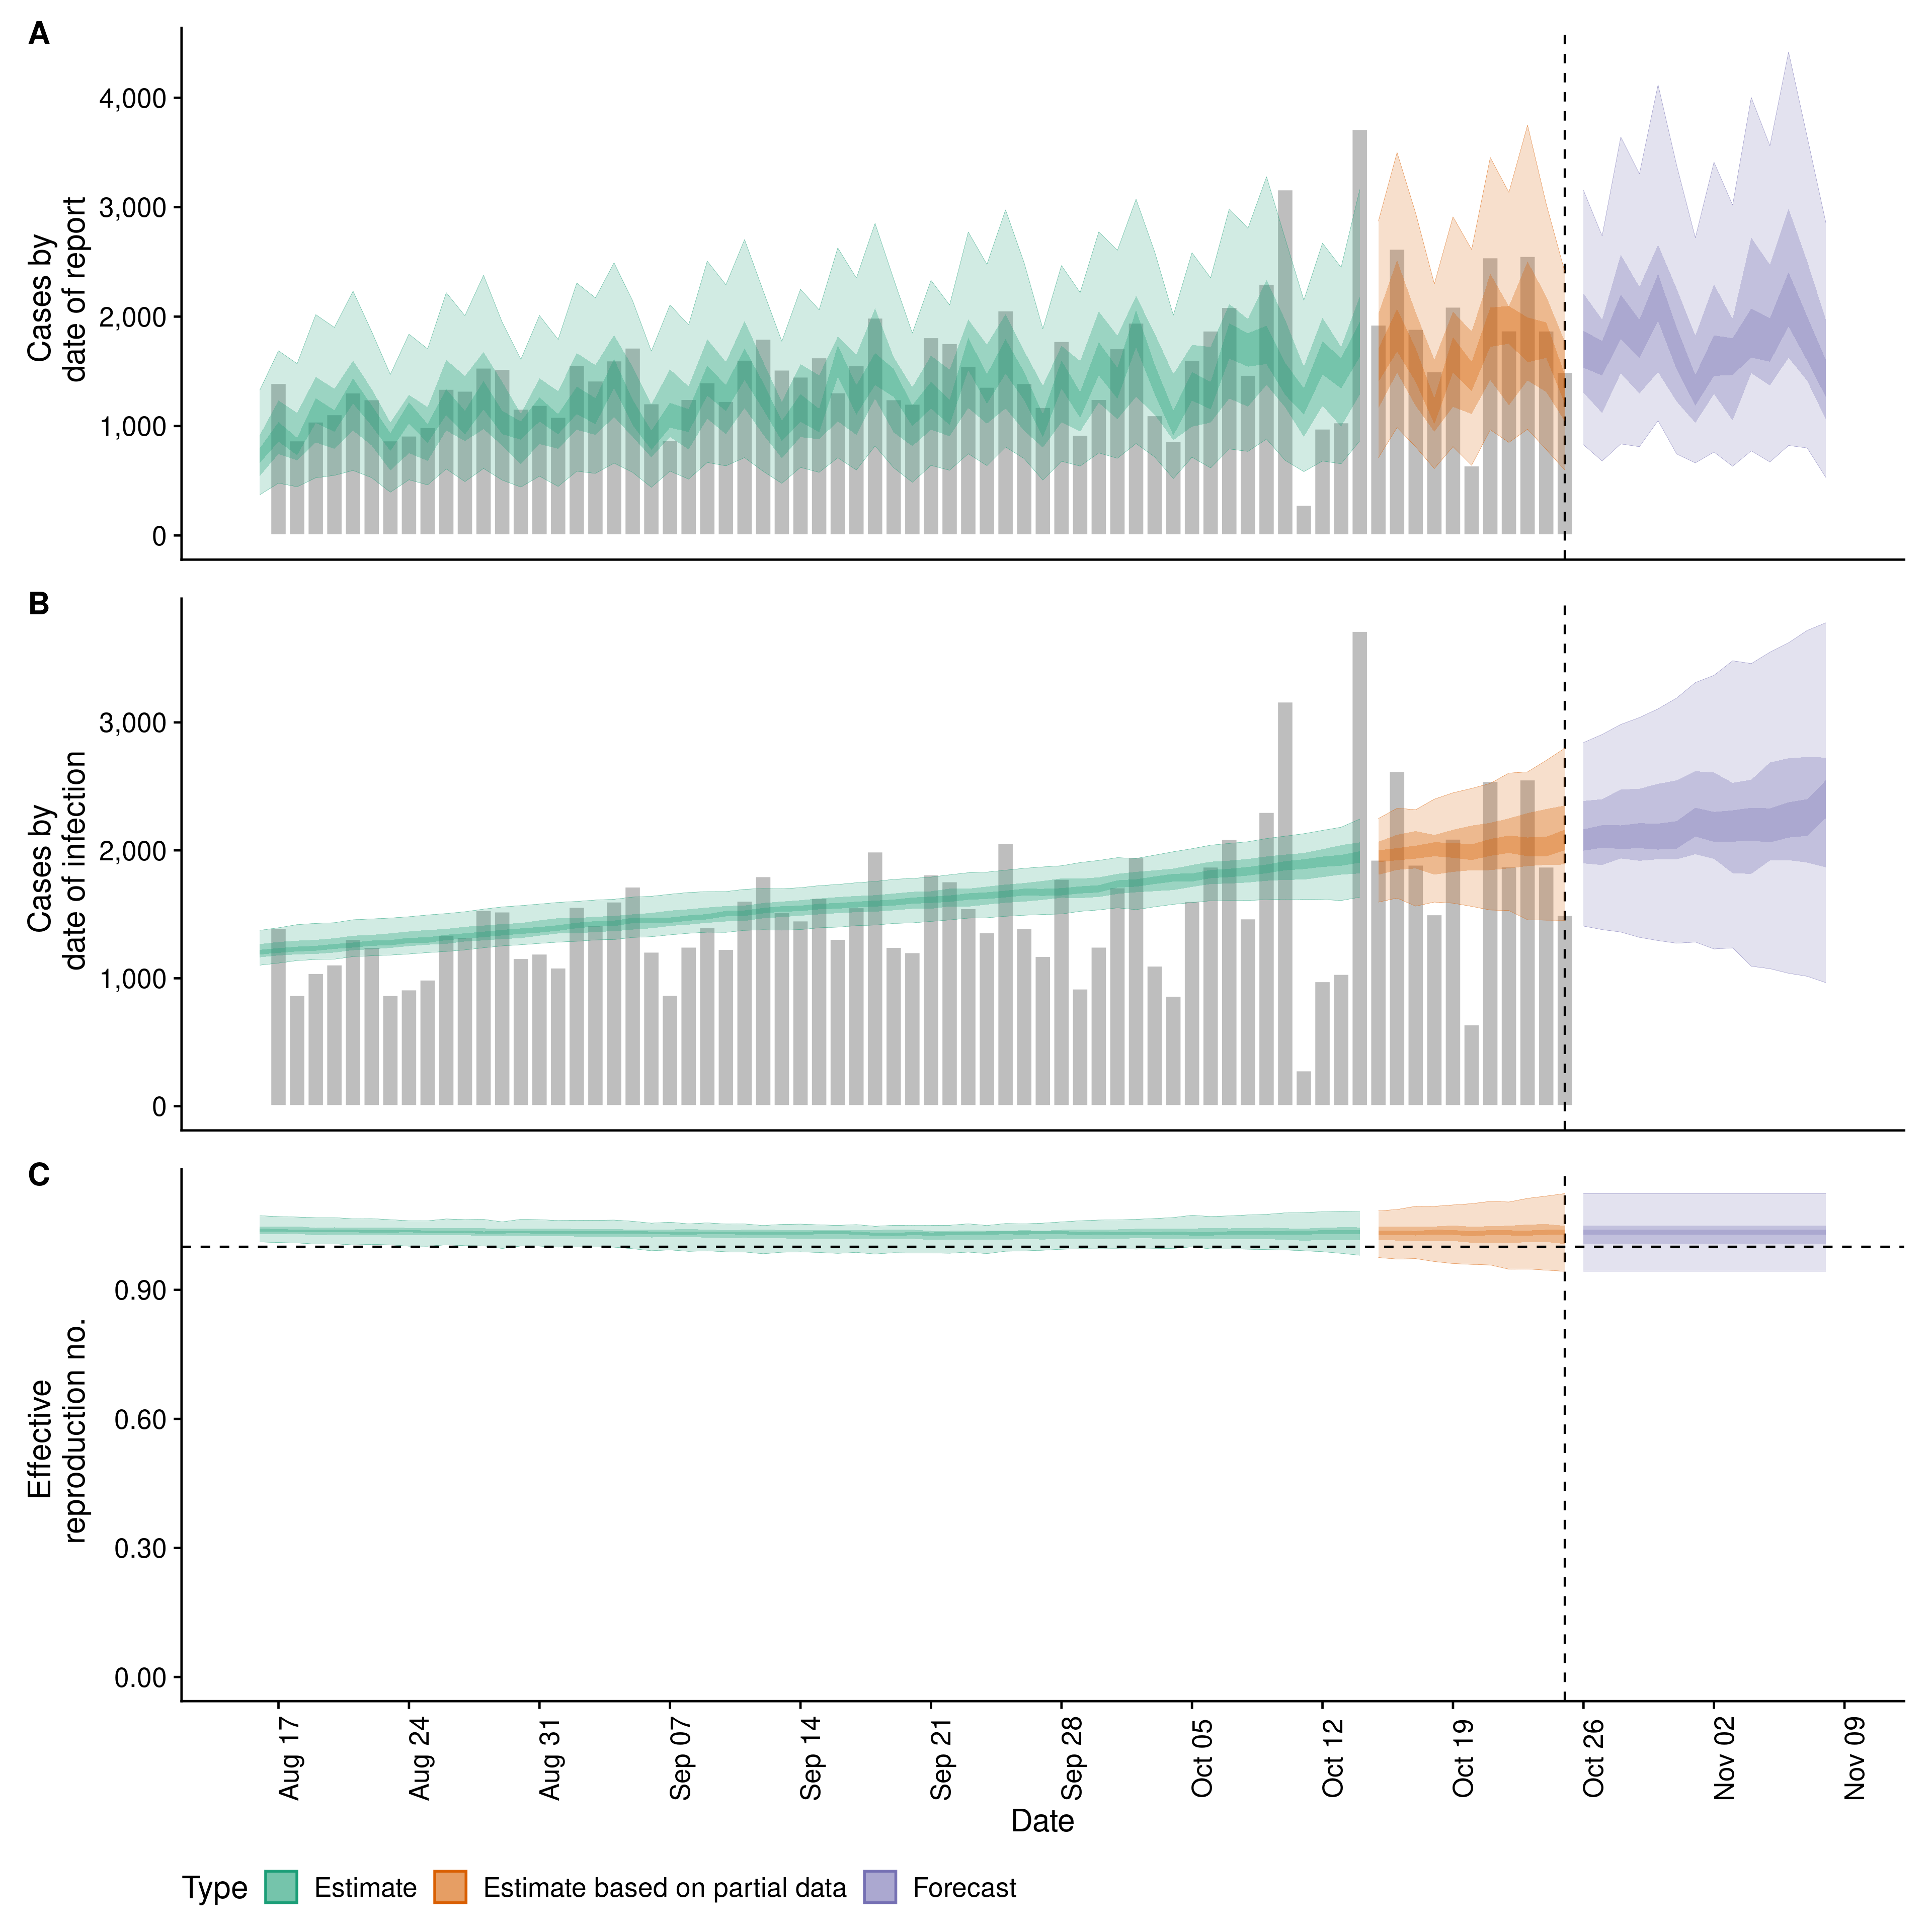 A
4,000
3,000
2,000
1,000
0
Cases by
date of report
B
3,000
2,000
1,000
0
Cases by
date of infection
C
0.90
0.60
0.30
0.00
Effective
reproduction no.
Aug 17
Aug 24
Aug 31
Sep 07
Sep 14
Sep 21
Sep 28
Oct 05
Oct 12
Oct 19
Oct 26
Nov 02
Nov 09
Date
Type Estimate Estimate based on partial data Forecast